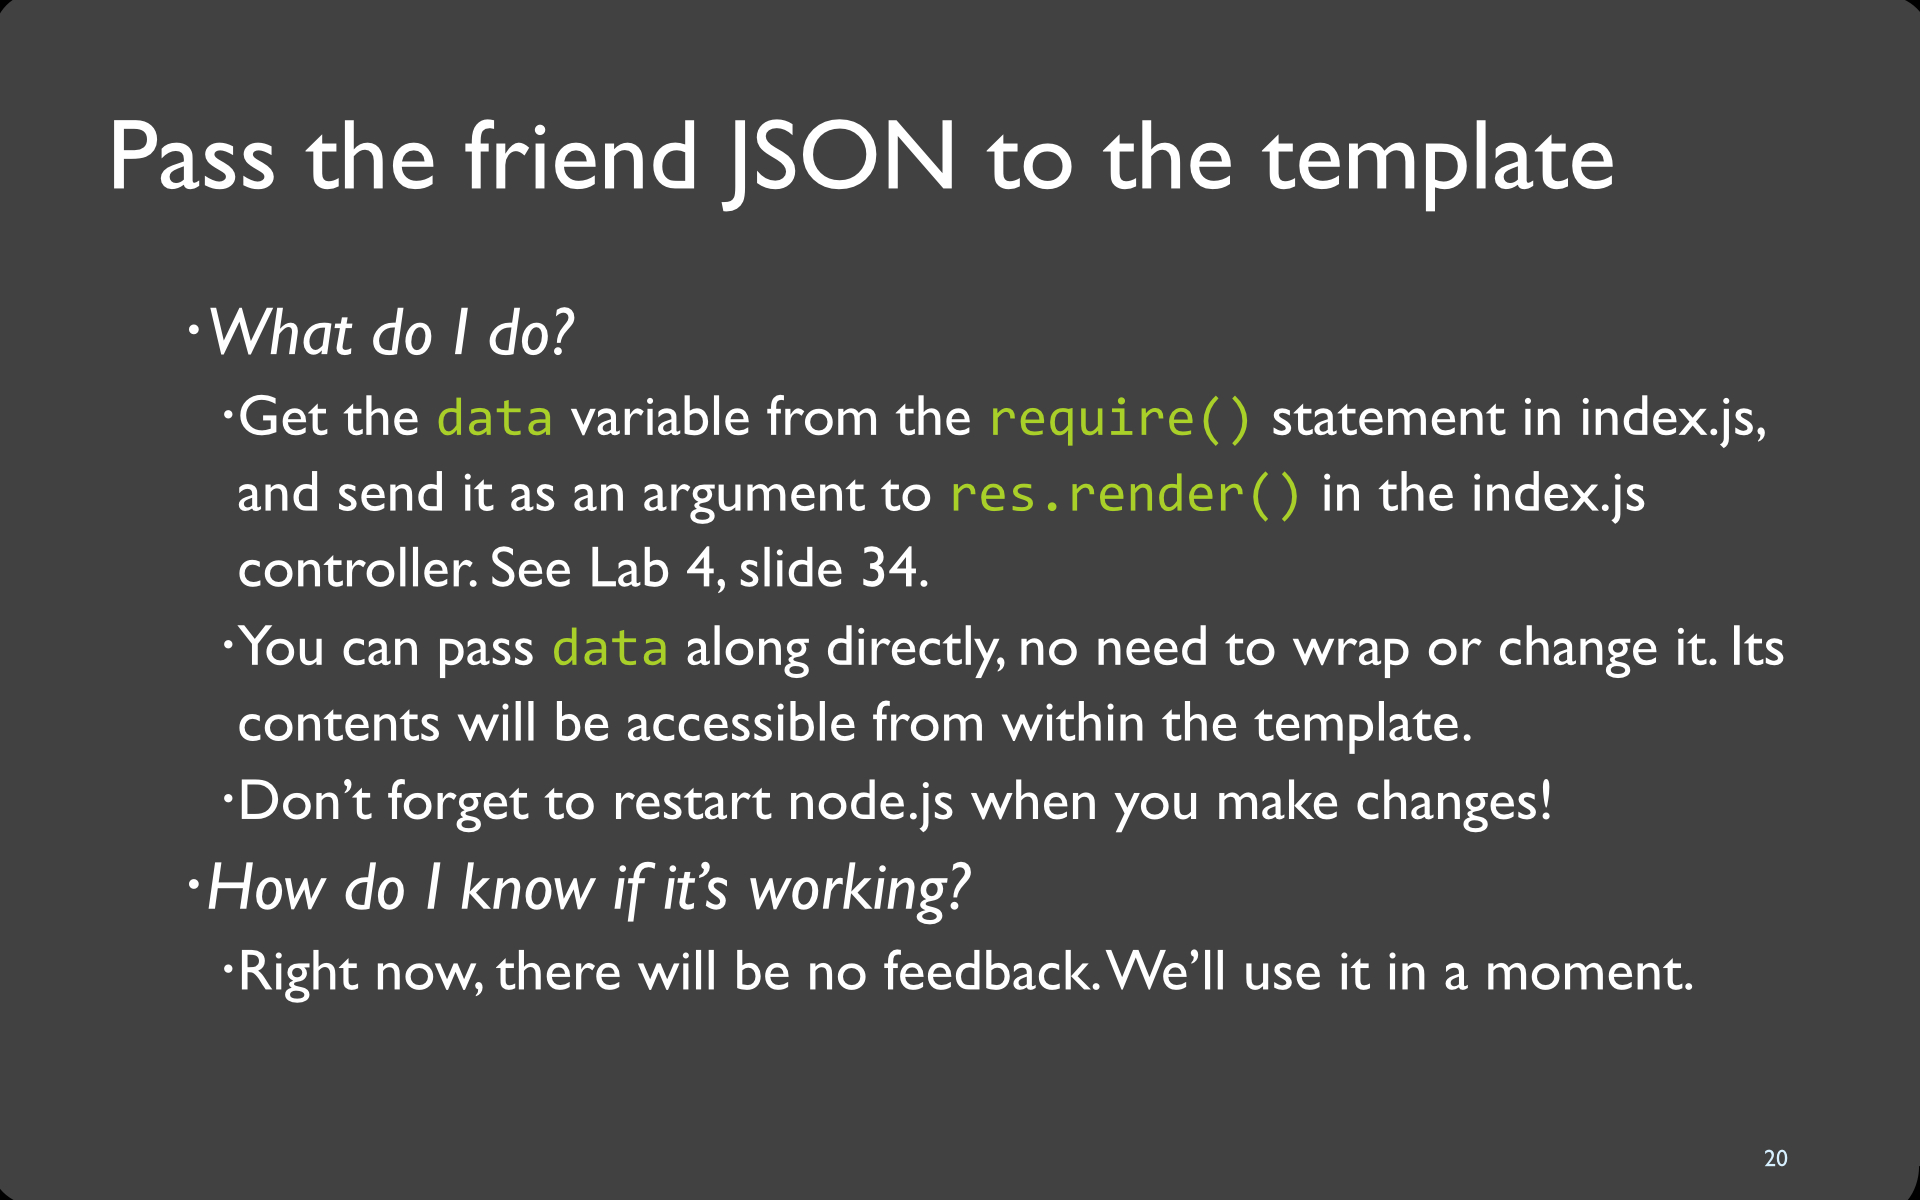 Pass the friend JSON to the template
•What do I do?
•Get the data variable from the require() statement in index.js,
and send it as an argument to res.render() in the index.js
controller. See Lab 4, slide 34.
•You can pass data along directly, no need to wrap or change it. Its
contents will be accessible from within the template.
•Don’t forget to restart node.js when you make changes!
•How do I know if it’s working?
•Right now, there will be no feedback. We’ll use it in a moment.
20